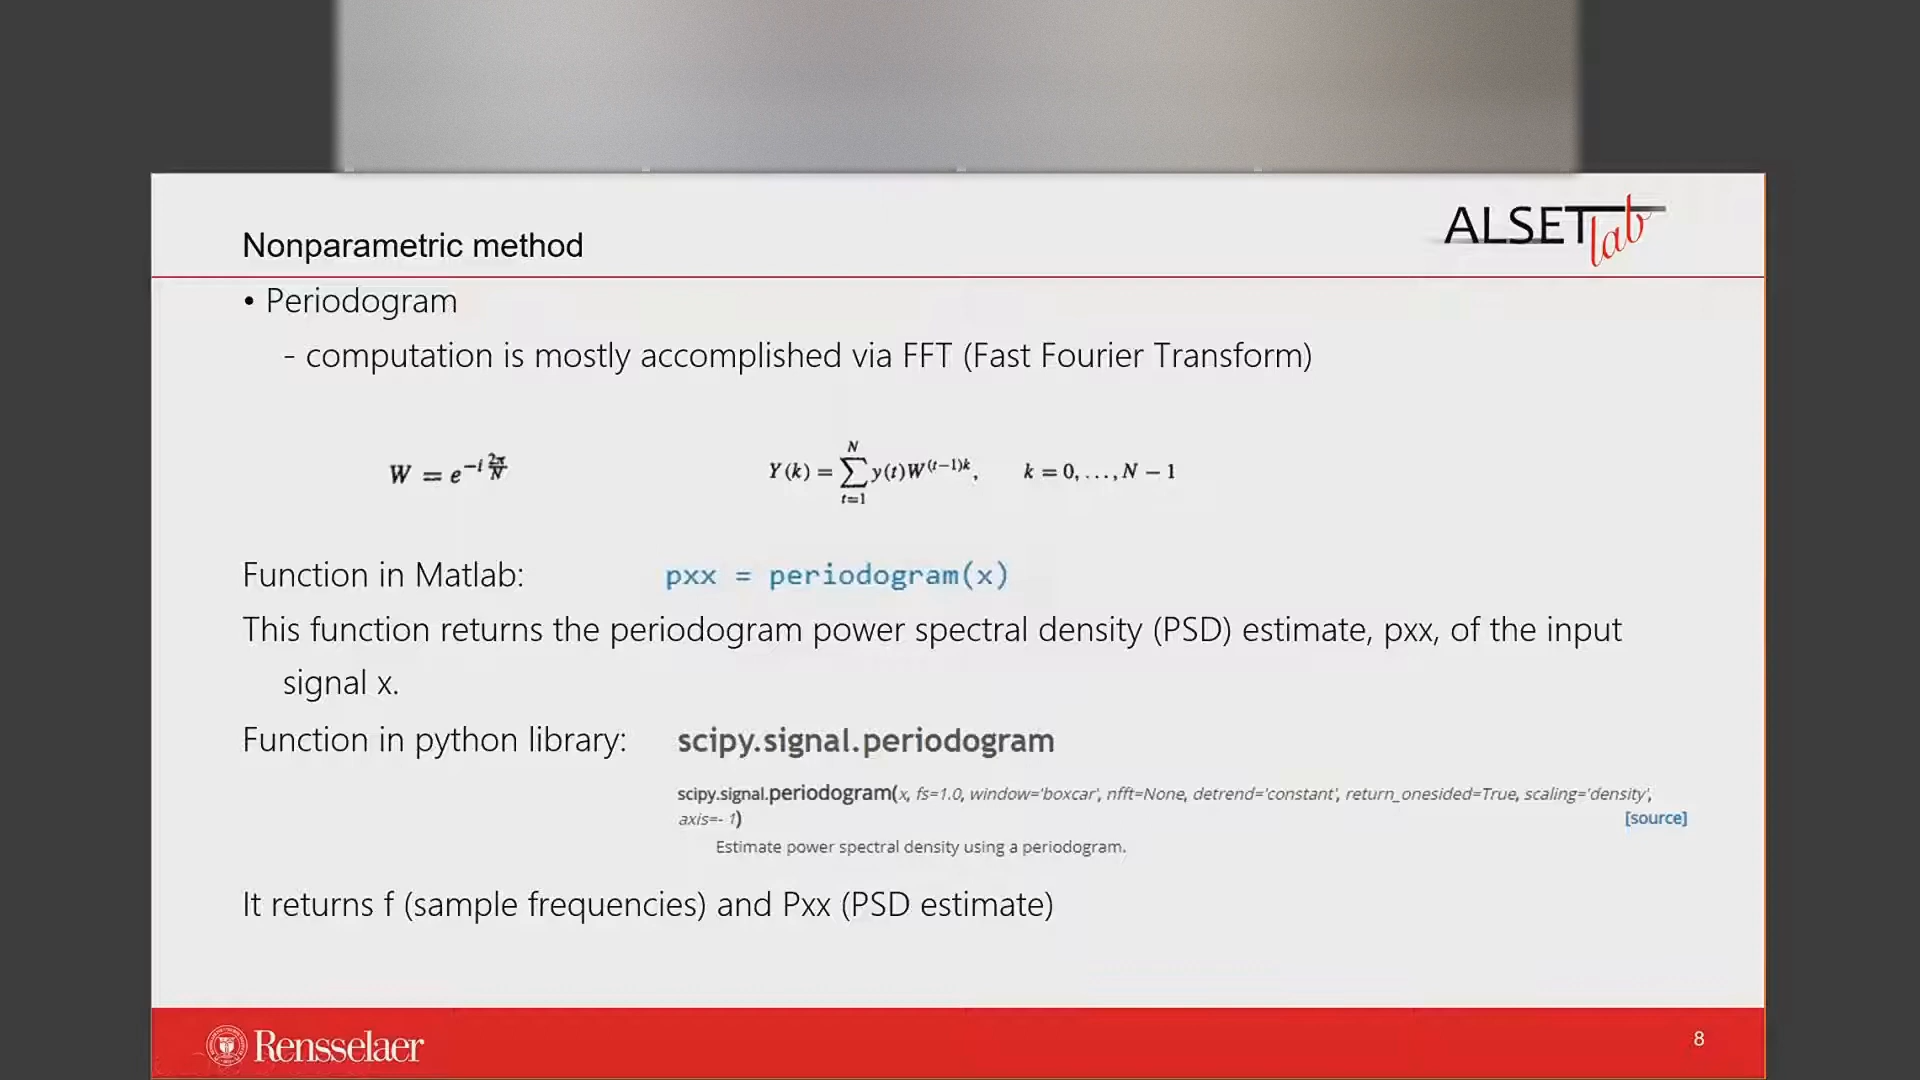 ALSETlab
Nonparametric method
• Periodogram
- computation is mostly accomplished via FFT (Fast Fourier Transform)
W = e^{-i 2π/N}
Y(k) = ∑_{t=1}^{N} y(t)W^{(t-1)k}, k = 0, ..., N − 1
Function in Matlab: pxx = periodogram(x)
This function returns the periodogram power spectral density (PSD) estimate, pxx, of the input
signal x.
Function in python library: scipy.signal.periodogram
scipy.signal.periodogram(x, fs=1.0, window='boxcar', nfft=None, detrend='constant', return_onesided=True, scaling='density',
axis=- 1) [source]
Estimate power spectral density using a periodogram.
It returns f (sample frequencies) and Pxx (PSD estimate)
Rensselaer
8